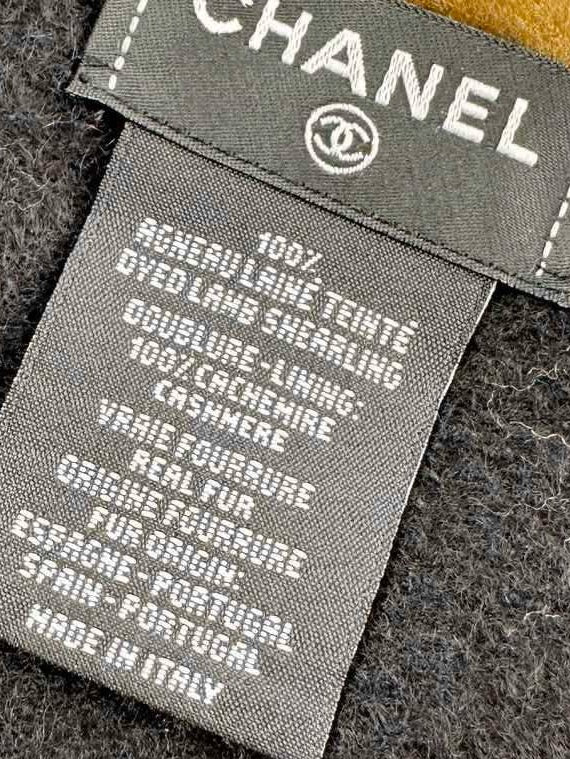 CHANEL
100%
AGNEAU LAINE TEINTÉ
DYED LAMB SHEARLING
DOUBLURE-LINING:
100% CACHEMIRE
CASHMERE
VRAIE FOURRURE
REAL FUR
ORIGINE FOURRURE
FUR ORIGIN:
ESPAGNE-PORTUGAL
SPAIN-PORTUGAL
MADE IN ITALY